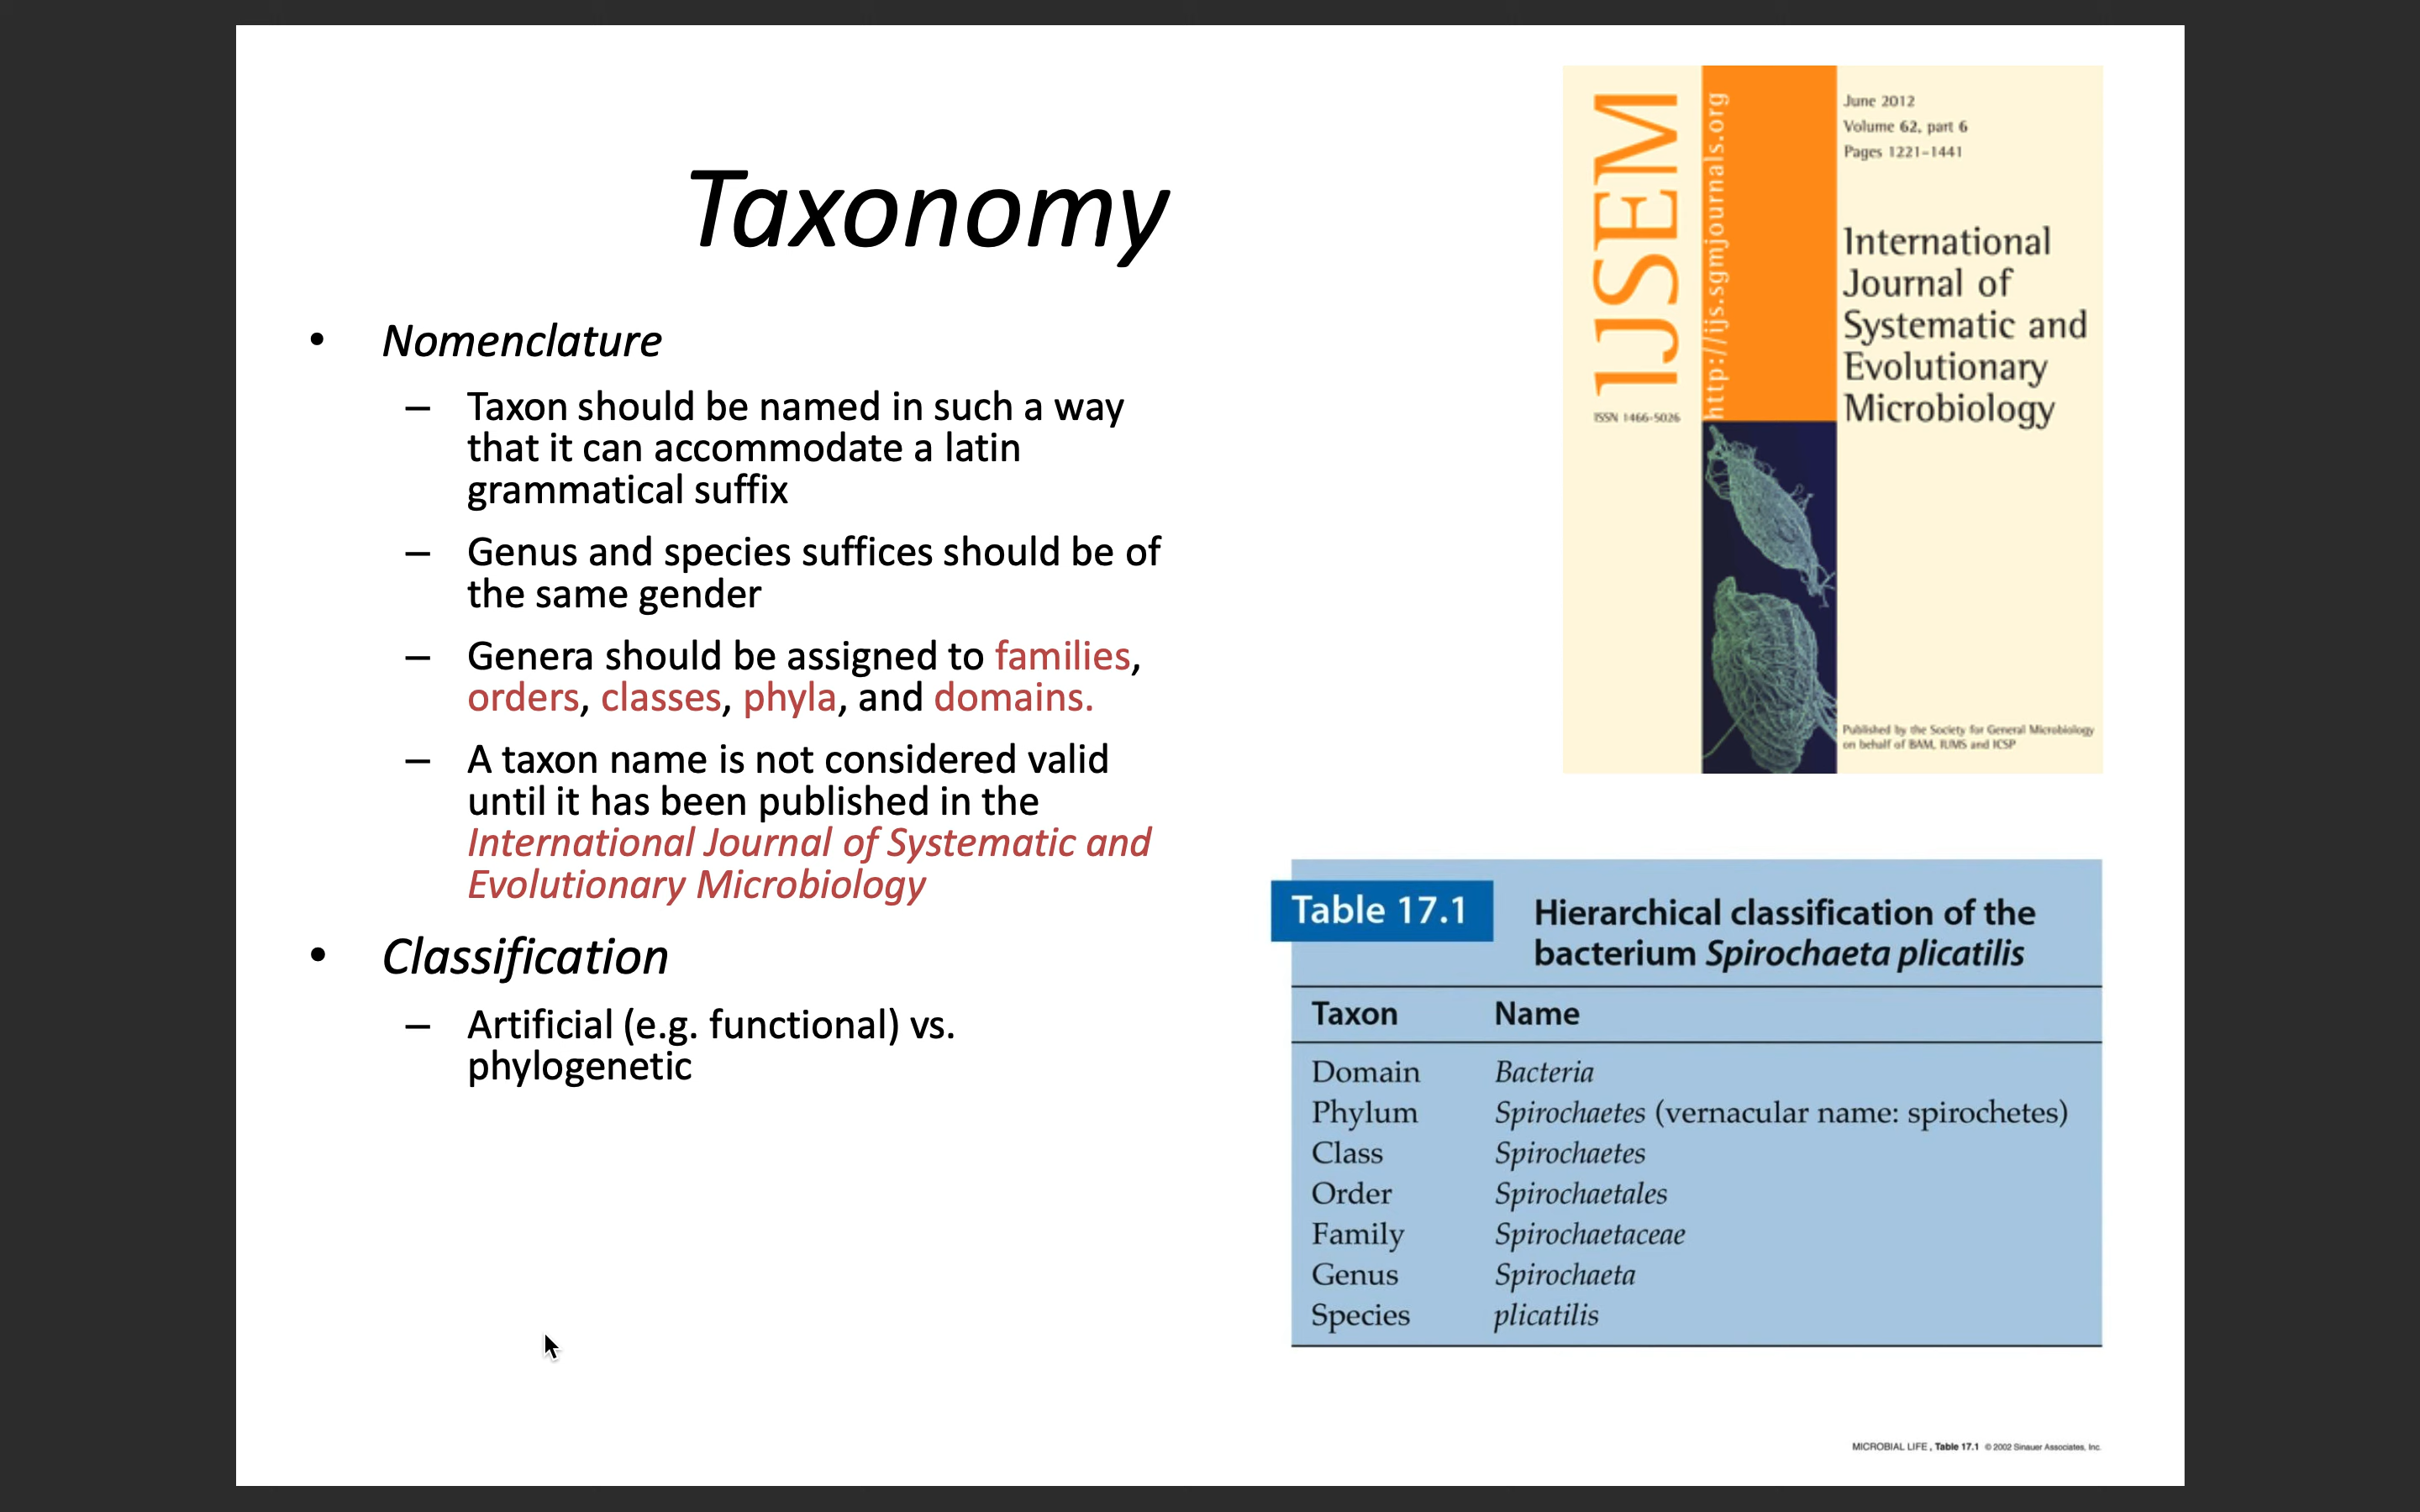 Taxonomy
• Nomenclature
– Taxon should be named in such a way
that it can accommodate a latin
grammatical suffix
– Genus and species suffices should be of
the same gender
– Genera should be assigned to families,
orders, classes, phyla, and domains.
– A taxon name is not considered valid
until it has been published in the
International Journal of Systematic and
Evolutionary Microbiology
• Classification
– Artificial (e.g. functional) vs.
phylogenetic
IJSEM
ISSN 1466-5026
http://ijs.sgmjournals.org
June 2012
Volume 62, part 6
Pages 1221–1441
International
Journal of
Systematic and
Evolutionary
Microbiology
Published by the Society for General Microbiology
on behalf of BAM, IUMS and ICSP
Table 17.1 Hierarchical classification of the
bacterium Spirochaeta plicatilis
Taxon Name
Domain Bacteria
Phylum Spirochaetes (vernacular name: spirochetes)
Class Spirochaetes
Order Spirochaetales
Family Spirochaetaceae
Genus Spirochaeta
Species plicatilis
MICROBIAL LIFE, Table 17.1 © 2002 Sinauer Associates, Inc.